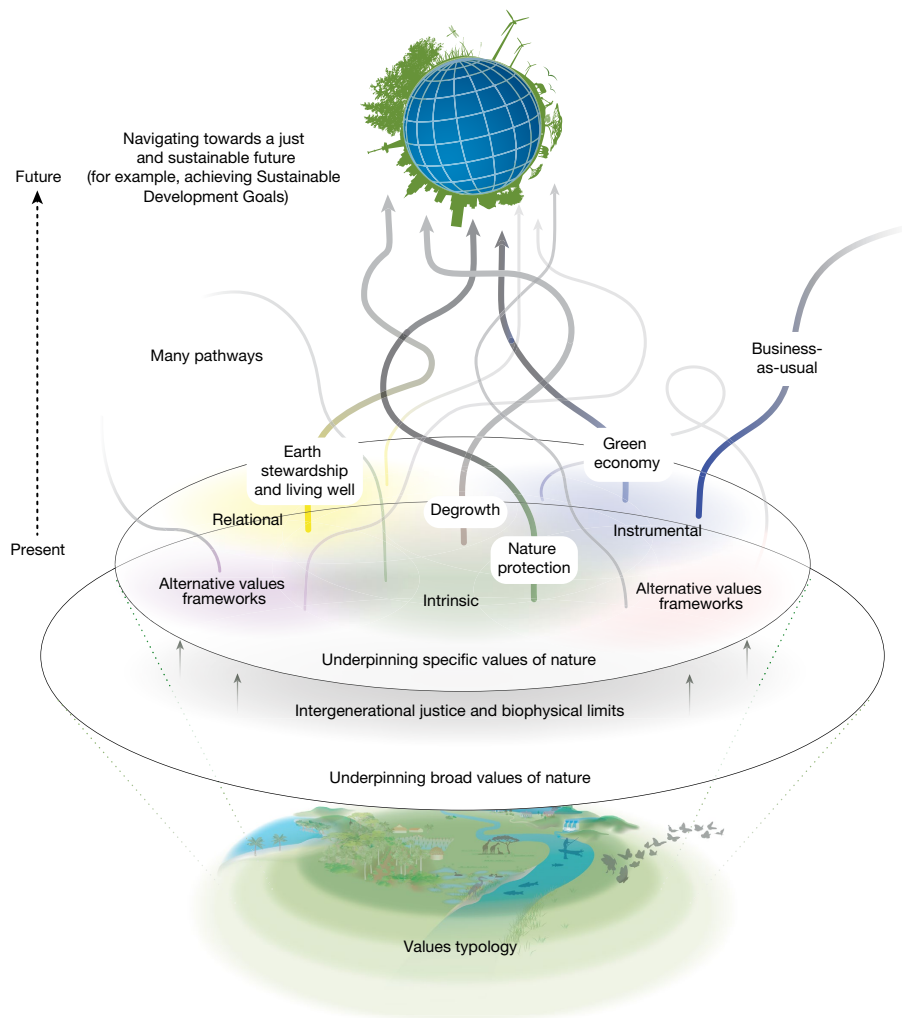 Navigating towards a just
and sustainable future
(for example, achieving Sustainable
Development Goals)
Future
Many pathways
Business-
as-usual
Earth
stewardship
and living well
Green
economy
Relational
Degrowth
Instrumental
Present
Nature
protection
Alternative values
frameworks
Intrinsic
Alternative values
frameworks
Underpinning specific values of nature
Intergenerational justice and biophysical limits
Underpinning broad values of nature
Values typology